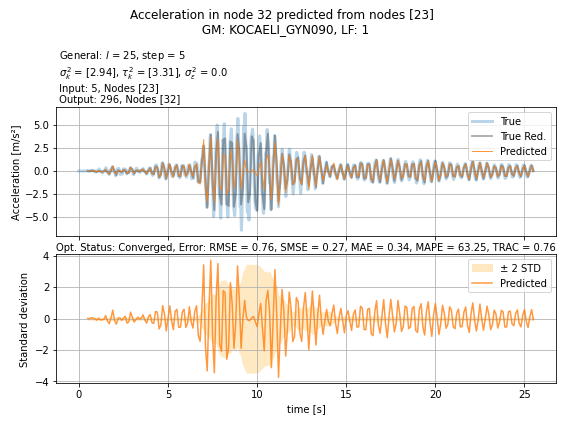 Acceleration in node 32 predicted from nodes [23]
GM: KOCAELI_GYN090, LF: 1
General: l = 25, step = 5
σ²ₖ = [2.94], τ²ₖ = [3.31], σ²ε = 0.0
Input: 5, Nodes [23]
Output: 296, Nodes [32]
Acceleration [m/s²]
5.0
2.5
0.0
−2.5
−5.0
True
True Red.
Predicted
Opt. Status: Converged, Error: RMSE = 0.76, SMSE = 0.27, MAE = 0.34, MAPE = 63.25, TRAC = 0.76
Standard deviation
4
2
0
−2
−4
± 2 STD
Predicted
0 5 10 15 20 25
time [s]